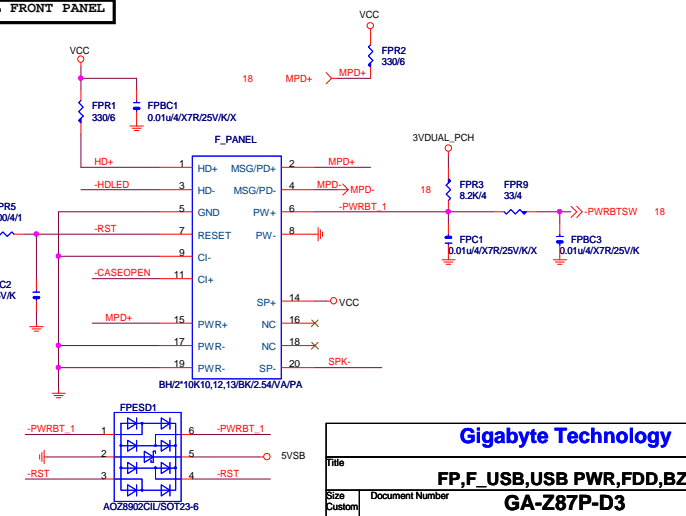 FRONT PANEL
VCC
FPR2
330/6
18 MPD+ MPD+
VCC
FPR1
330/6
FPBC1
0.01u/4/X7R/25V/K/X
F_PANEL
HD+ 1 HD+ MSG/PD+ 2 MPD+
-HDLED 3 HD- MSG/PD- 4 MPD- MPD- 18
5 GND PW+ 6 -PWRBT_1
-RST 7 RESET PW- 8
9 CI-
-CASEOPEN 11 CI+
SP+ 14 VCC
MPD+ 15 PWR+ NC 16
17 PWR- NC 18
19 PWR- SP- 20 SPK-
BH/2*10K10,12,13/BK/2.54/VA/PA
3VDUAL_PCH
FPR3
8.2K/4
FPR9
33/4
-PWRBTSW 18
FPC1
0.01u/4/X7R/25V/K/X
FPBC3
0.01u/4/X7R/25V/K
PR5
00/4/1
C2
V/K
FPESD1
-PWRBT_1 1 6 -PWRBT_1
2 5 5VSB
-RST 3 4 -RST
AOZ8902CIL/SOT23-6
Gigabyte Technology
Title
FP,F_USB,USB PWR,FDD,BZ
Size
Custom
Document Number
GA-Z87P-D3